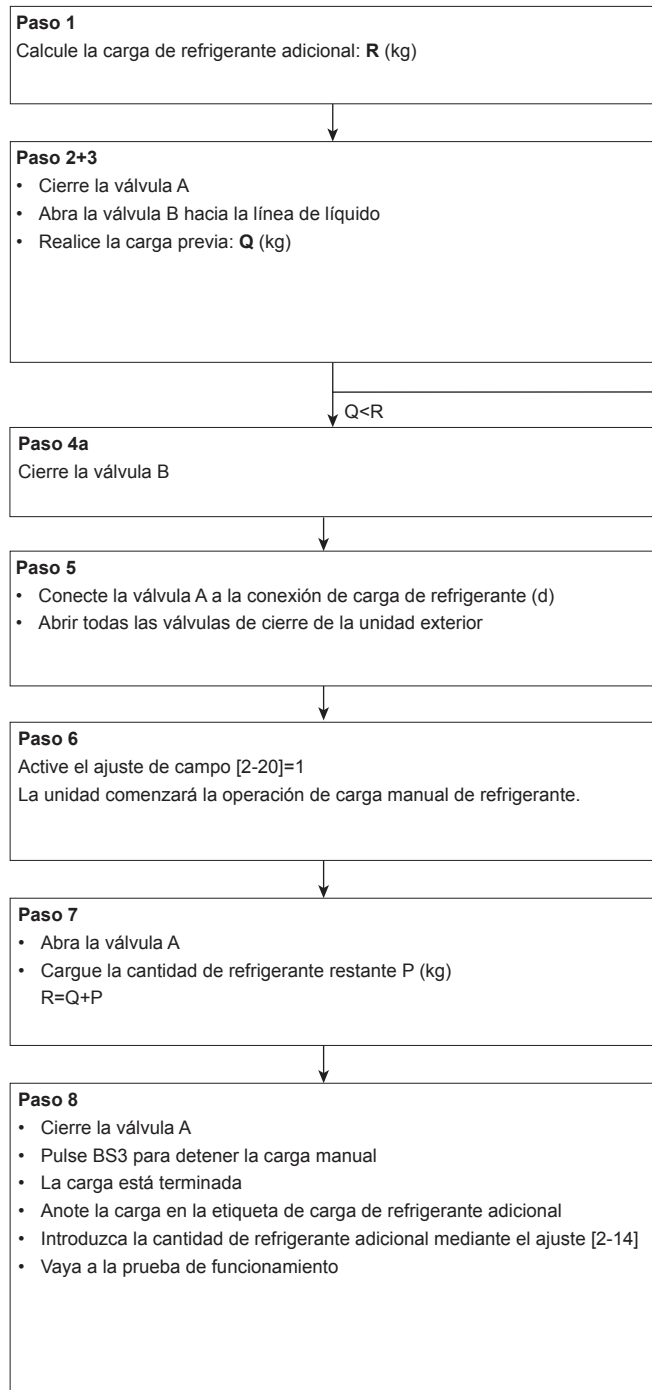 Paso 1
Calcule la carga de refrigerante adicional: R (kg)
Paso 2+3
• Cierre la válvula A
• Abra la válvula B hacia la línea de líquido
• Realice la carga previa: Q (kg)
Q<R
Paso 4a
Cierre la válvula B
Paso 5
• Conecte la válvula A a la conexión de carga de refrigerante (d)
• Abrir todas las válvulas de cierre de la unidad exterior
Paso 6
Active el ajuste de campo [2-20]=1
La unidad comenzará la operación de carga manual de refrigerante.
Paso 7
• Abra la válvula A
• Cargue la cantidad de refrigerante restante P (kg)
R=Q+P
Paso 8
• Cierre la válvula A
• Pulse BS3 para detener la carga manual
• La carga está terminada
• Anote la carga en la etiqueta de carga de refrigerante adicional
• Introduzca la cantidad de refrigerante adicional mediante el ajuste [2-14]
• Vaya a la prueba de funcionamiento